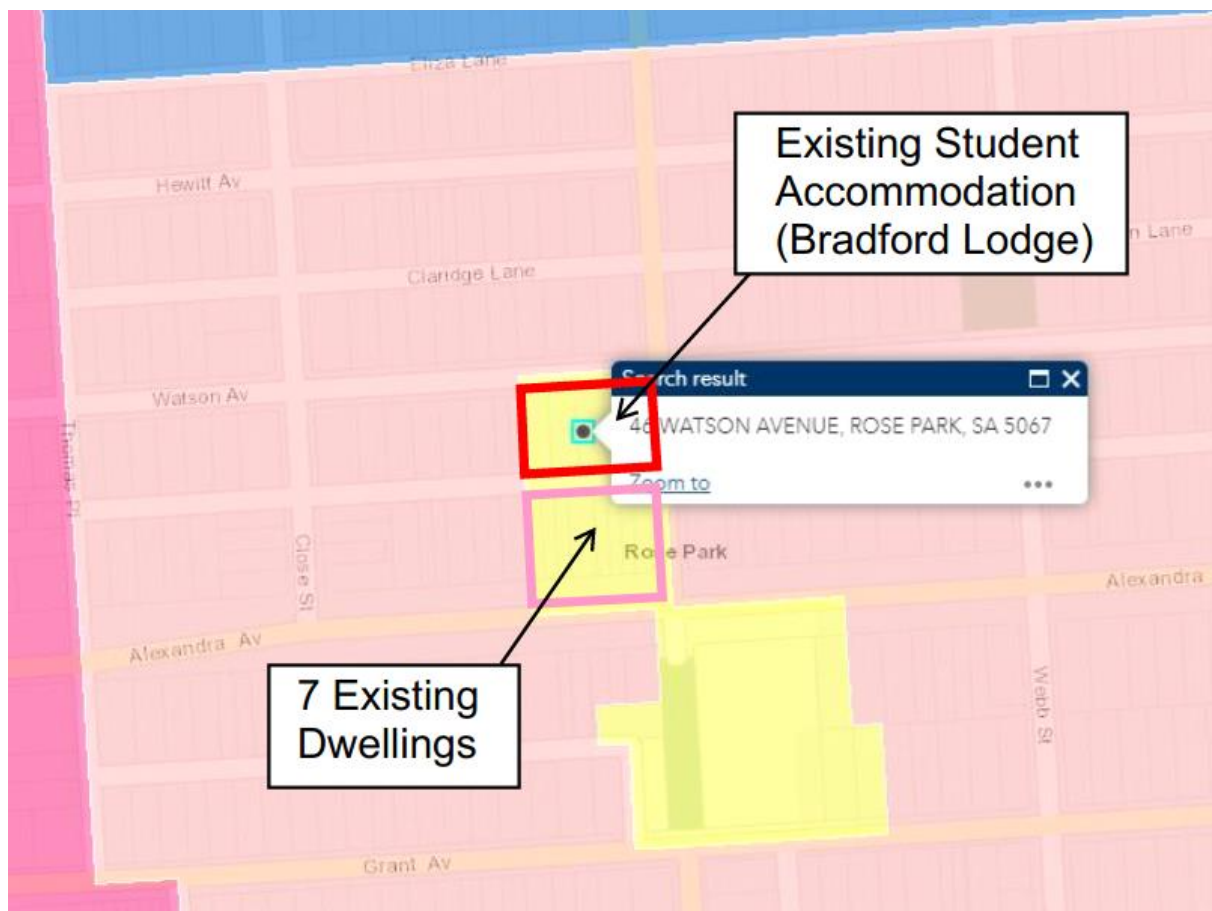 Eliza Lane
Existing Student
Accommodation
(Bradford Lodge)
Hewitt Av
n Lane
Claridge Lane
Search result
Watson Av
46 WATSON AVENUE, ROSE PARK, SA 5067
Thomas Pl
Zoom to
Close St
Rose Park
Alexandra
Alexandra Av
7 Existing
Dwellings
Webb St
Grant Av